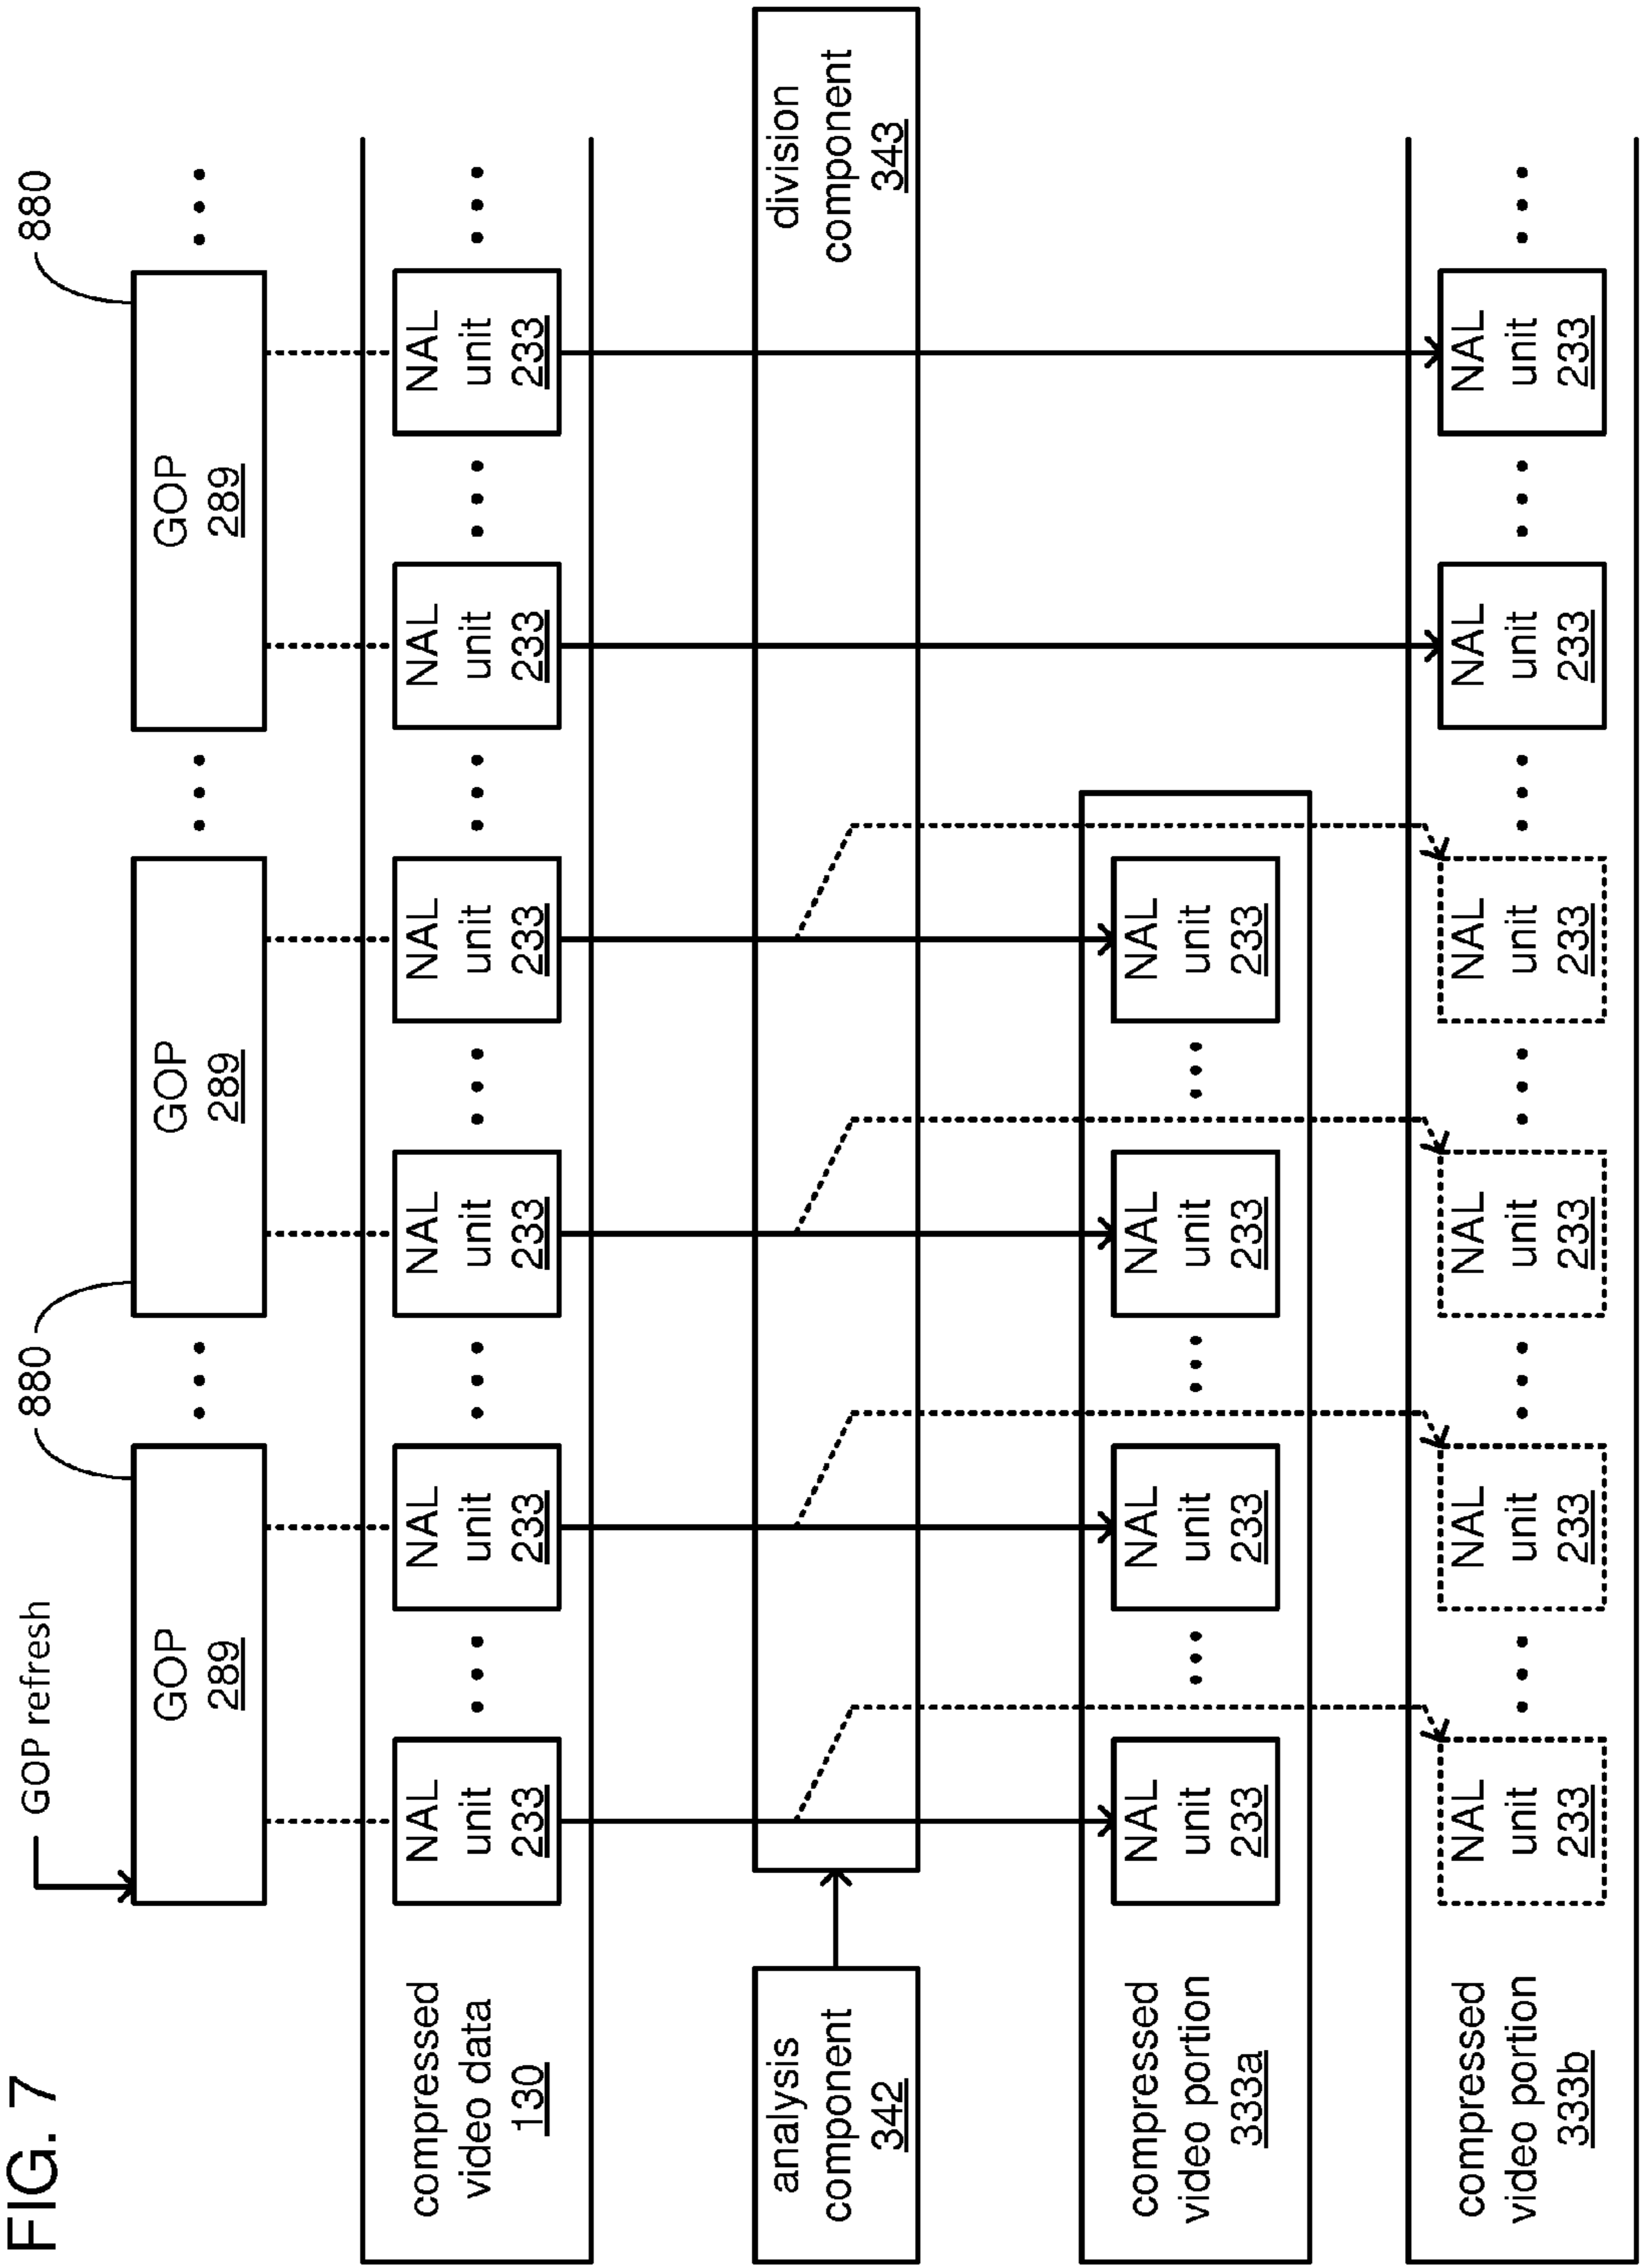 FIG. 7
GOP refresh
880
880
GOP
289
GOP
289
GOP
289
compressed
video data
130
NAL
unit
233
NAL
unit
233
NAL
unit
233
NAL
unit
233
NAL
unit
233
NAL
unit
233
analysis
component
342
division
component
343
compressed
video portion
333a
NAL
unit
233
NAL
unit
233
NAL
unit
233
NAL
unit
233
compressed
video portion
333b
NAL
unit
233
NAL
unit
233
NAL
unit
233
NAL
unit
233
NAL
unit
233
NAL
unit
233